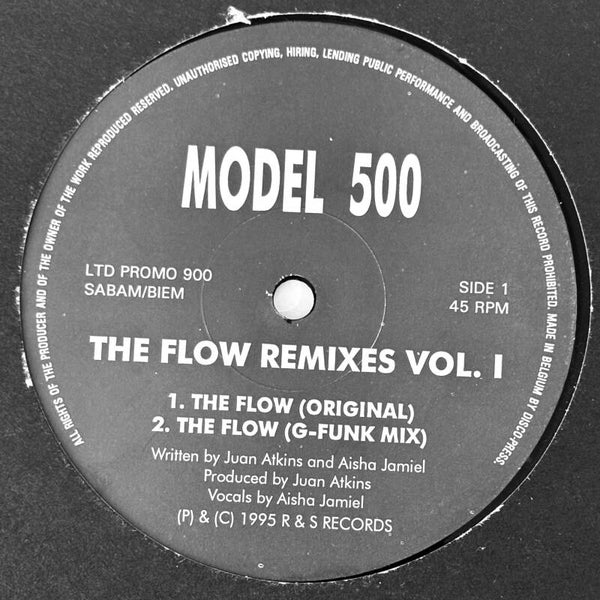 ALL RIGHTS OF THE PRODUCER AND OF THE OWNER OF THE WORK REPRODUCED RESERVED. UNAUTHORISED COPYING, HIRING, LENDING PUBLIC PERFORMANCE AND BROADCASTING OF THIS RECORD PROHIBITED. MADE IN BELGIUM BY DISCO-PRESS.
MODEL 500
LTD PROMO 900
SABAM/BIEM
SIDE 1
45 RPM
THE FLOW REMIXES VOL. I
1. THE FLOW (ORIGINAL)
2. THE FLOW (G-FUNK MIX)
Written by Juan Atkins and Aisha Jamiel
Produced by Juan Atkins
Vocals by Aisha Jamiel
(P) & (C) 1995 R & S RECORDS